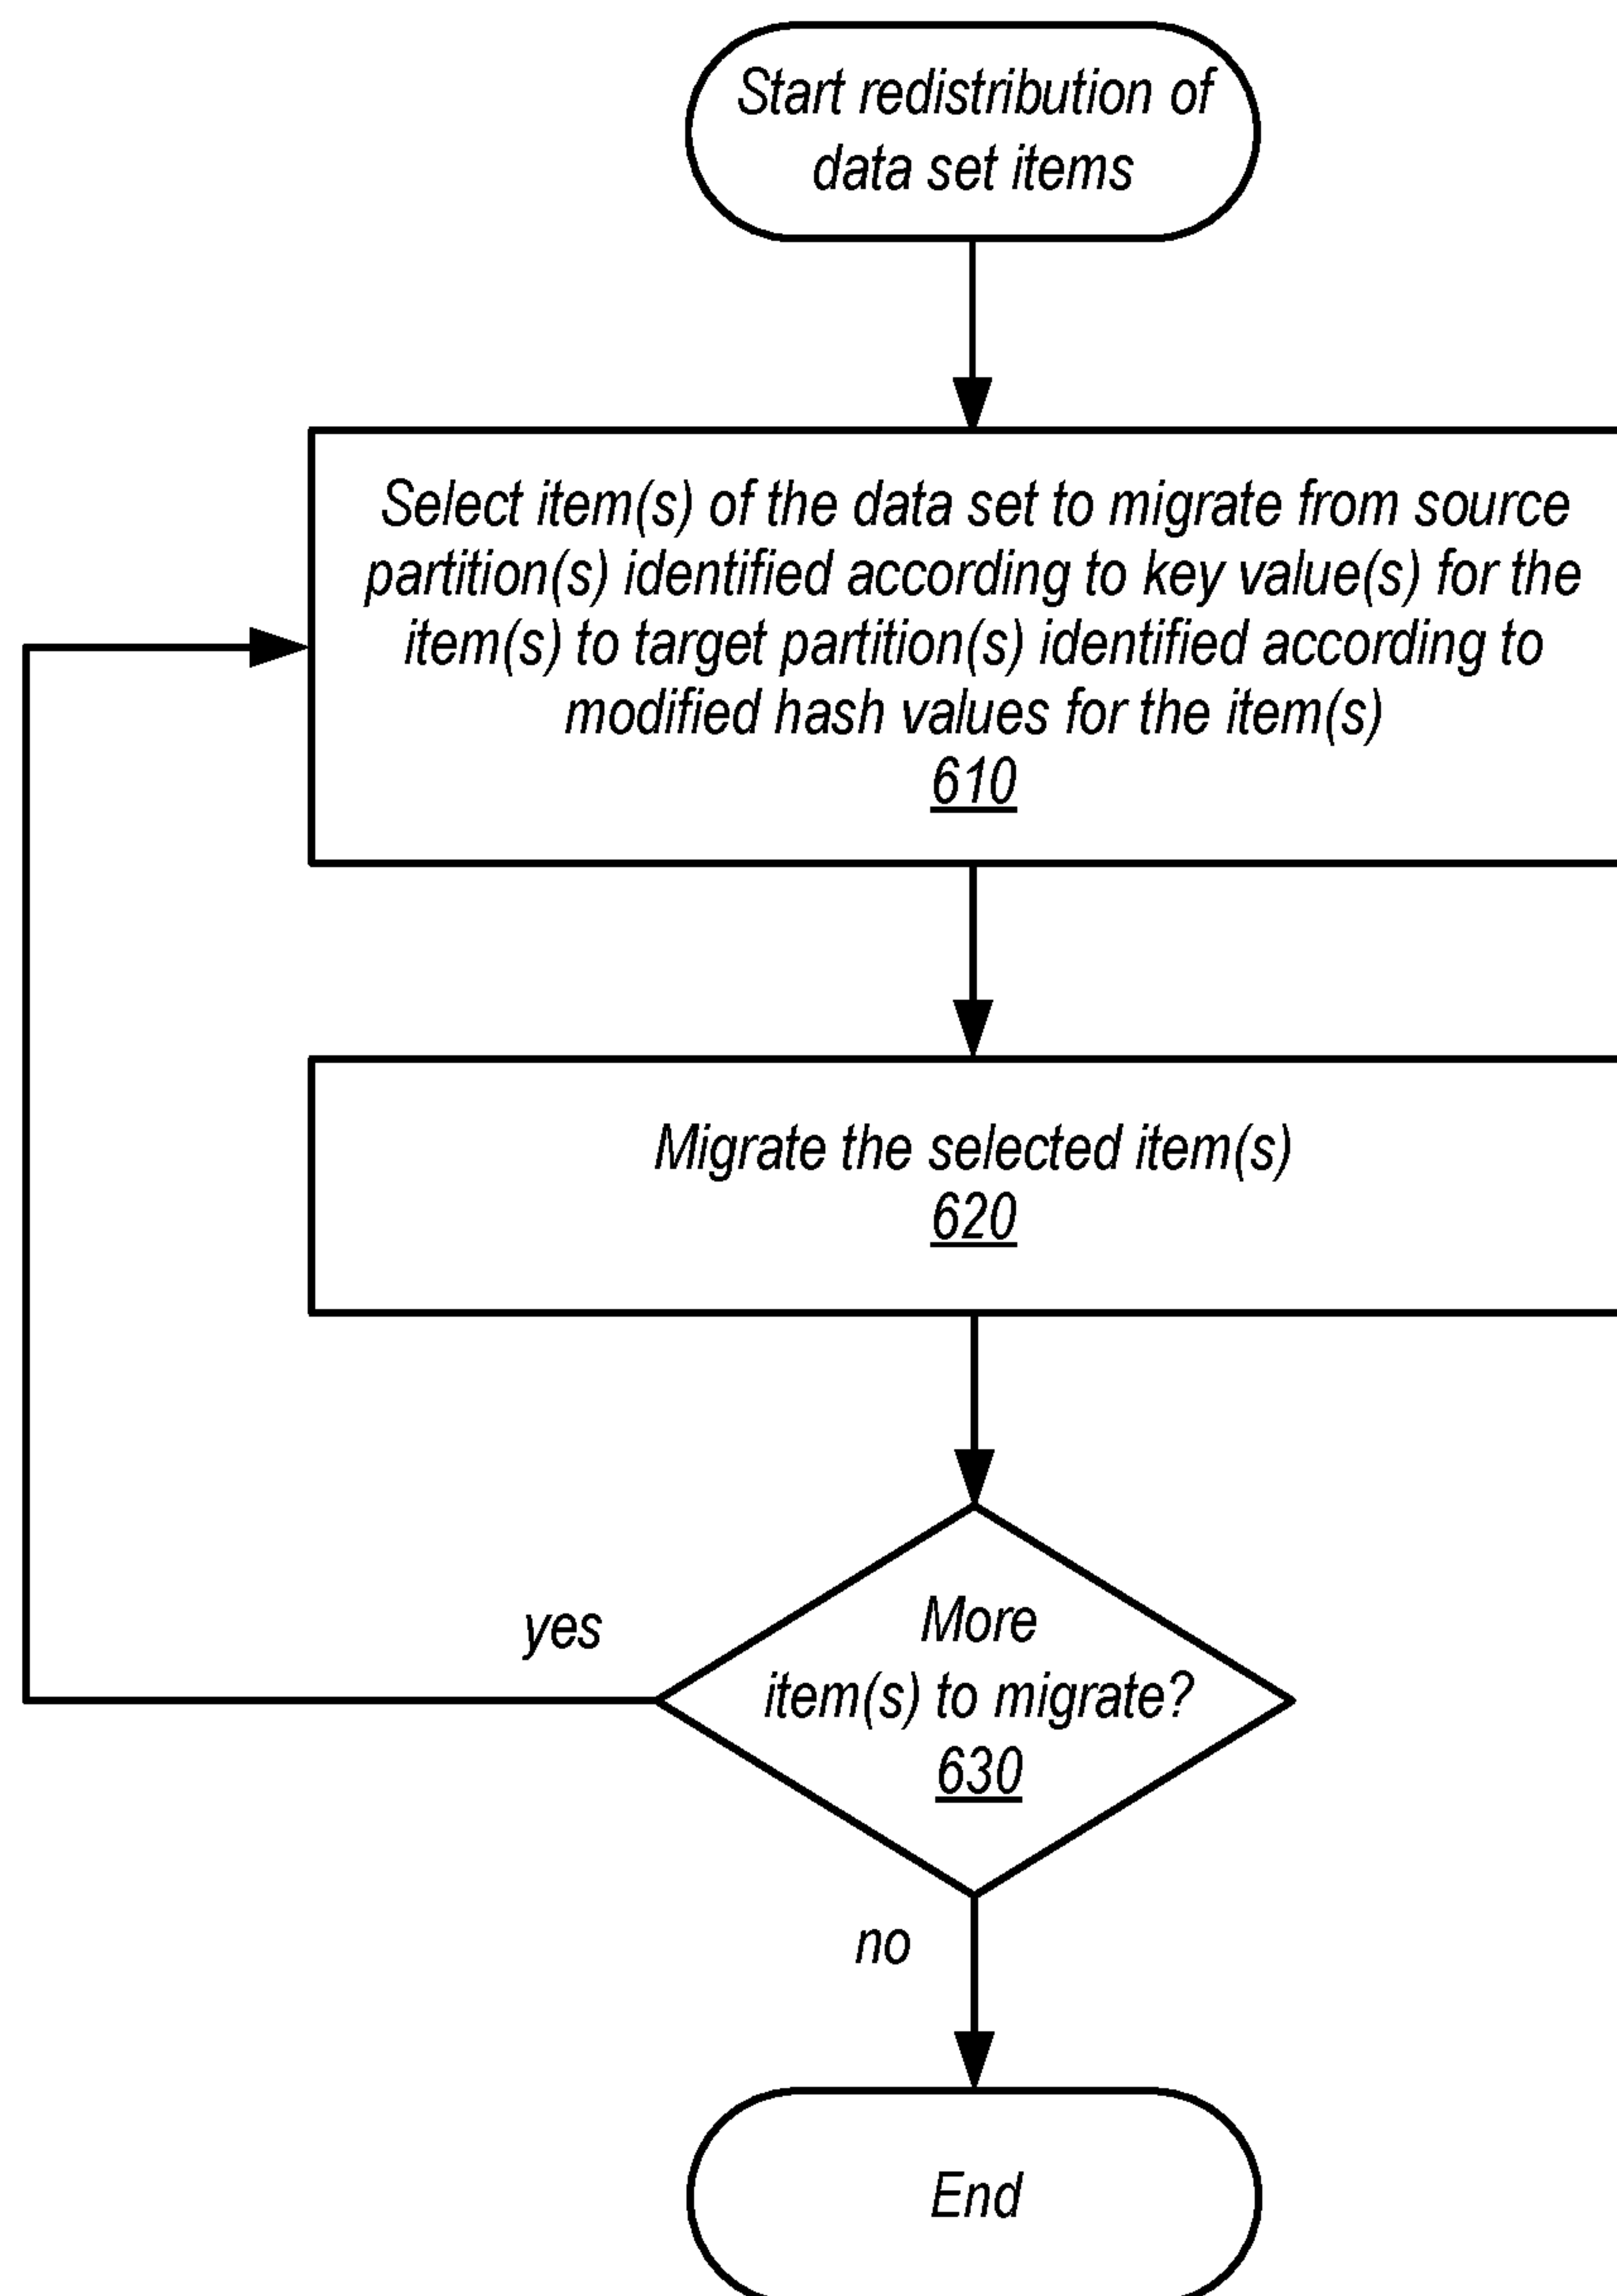 Start redistribution of
data set items
Select item(s) of the data set to migrate from source
partition(s) identified according to key value(s) for the
item(s) to target partition(s) identified according to
modified hash values for the item(s)
610
Migrate the selected item(s)
620
yes
More
item(s) to migrate?
630
no
End